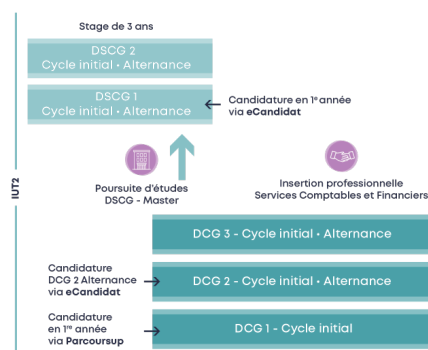 Stage de 3 ans
DSCG 2
Cycle initial • Alternance
DSCG 1
Cycle initial • Alternance
Candidature en 1e année
via eCandidat
IUT2
Poursuite d'études
DSCG - Master
Insertion professionnelle
Services Comptables et Financiers
DCG 3 - Cycle initial • Alternance
Candidature
DCG 2 Alternance
via eCandidat
DCG 2 - Cycle initial • Alternance
Candidature
en 1re année
via Parcoursup
DCG 1 - Cycle initial